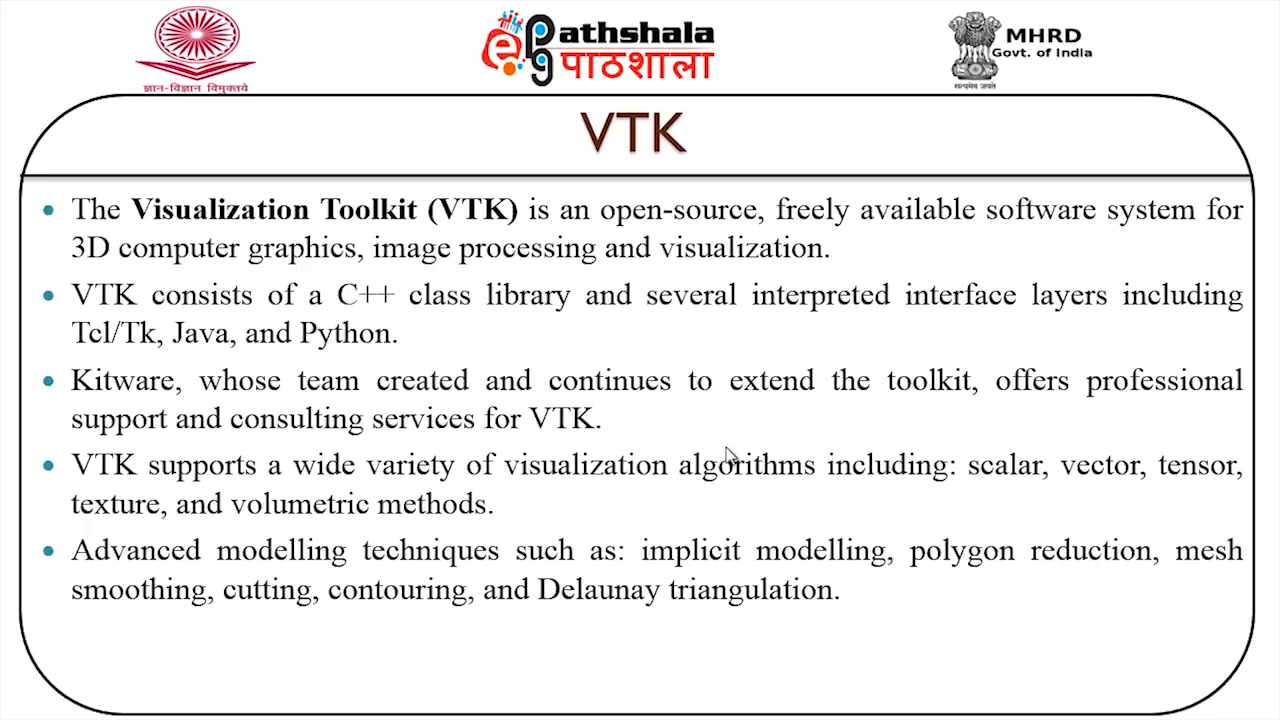 ज्ञान-विज्ञान विमुक्तये
ePathshala
पाठशाला
MHRD
Govt. of India
सत्यमेव जयते
VTK
• The Visualization Toolkit (VTK) is an open-source, freely available software system for
3D computer graphics, image processing and visualization.
• VTK consists of a C++ class library and several interpreted interface layers including
Tcl/Tk, Java, and Python.
• Kitware, whose team created and continues to extend the toolkit, offers professional
support and consulting services for VTK.
• VTK supports a wide variety of visualization algorithms including: scalar, vector, tensor,
texture, and volumetric methods.
• Advanced modelling techniques such as: implicit modelling, polygon reduction, mesh
smoothing, cutting, contouring, and Delaunay triangulation.